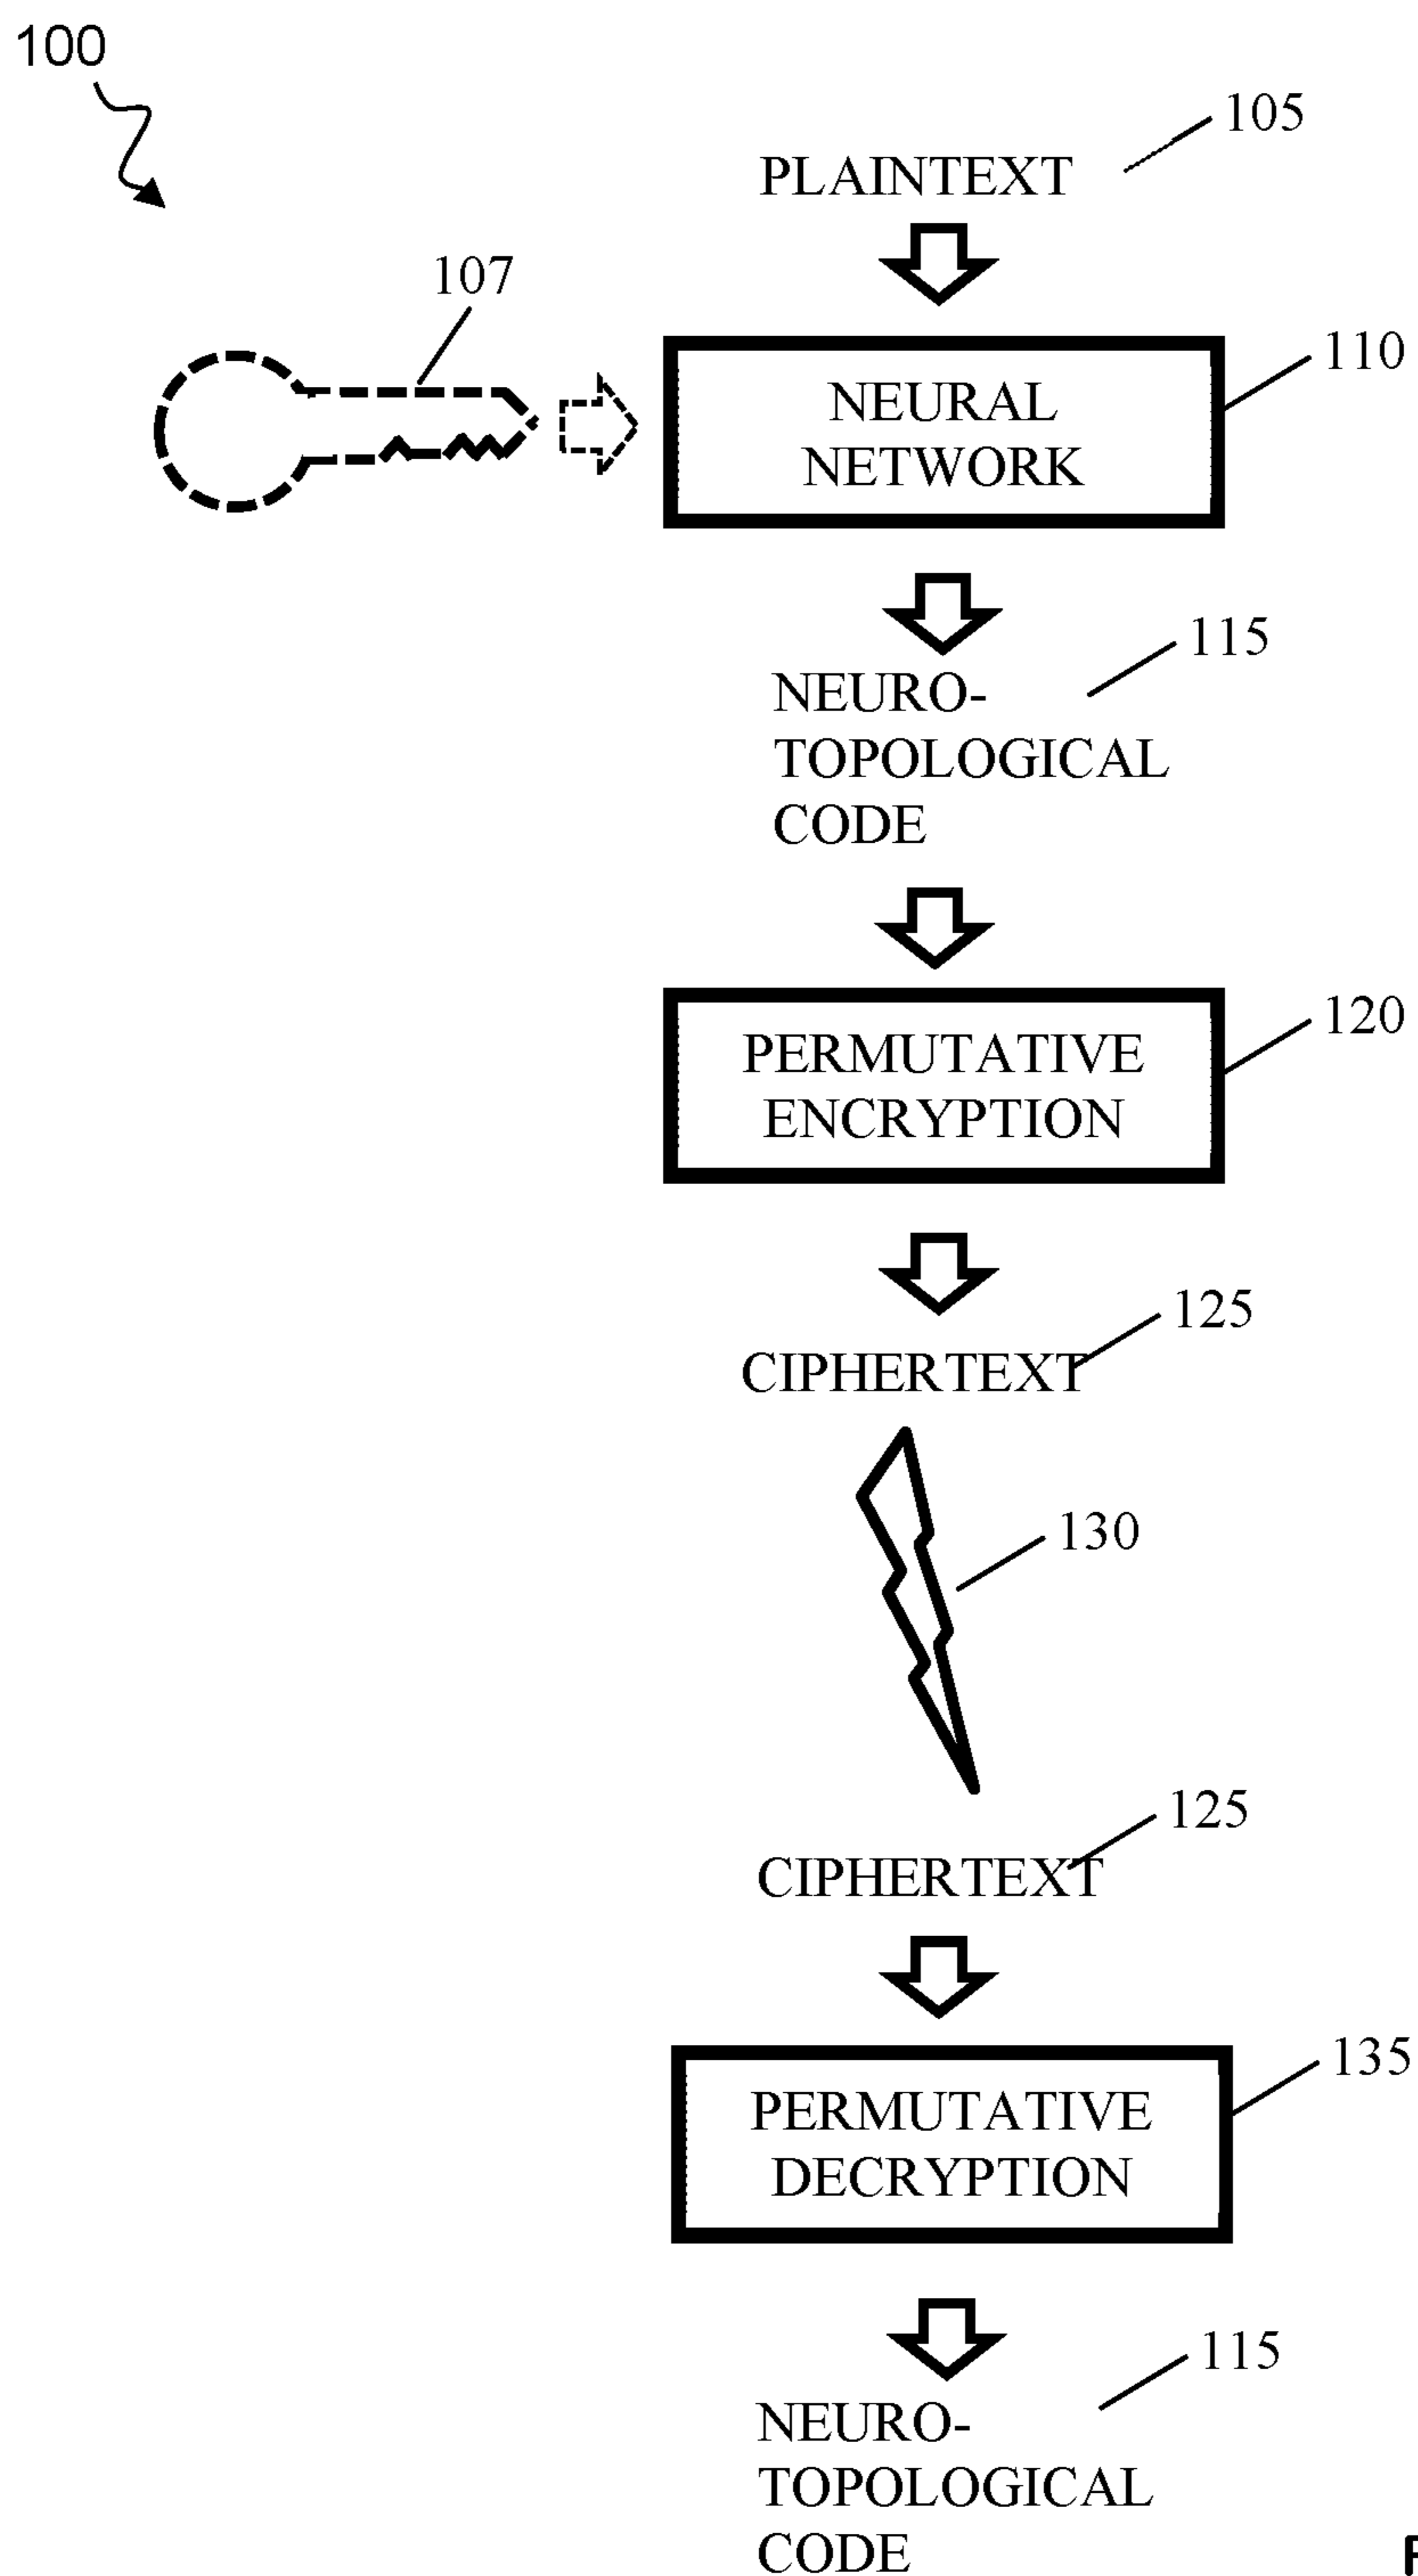 100
105
PLAINTEXT
107
110
NEURAL
NETWORK
115
NEURO-
TOPOLOGICAL
CODE
120
PERMUTATIVE
ENCRYPTION
125
CIPHERTEXT
130
125
CIPHERTEXT
135
PERMUTATIVE
DECRYPTION
115
NEURO-
TOPOLOGICAL
CODE